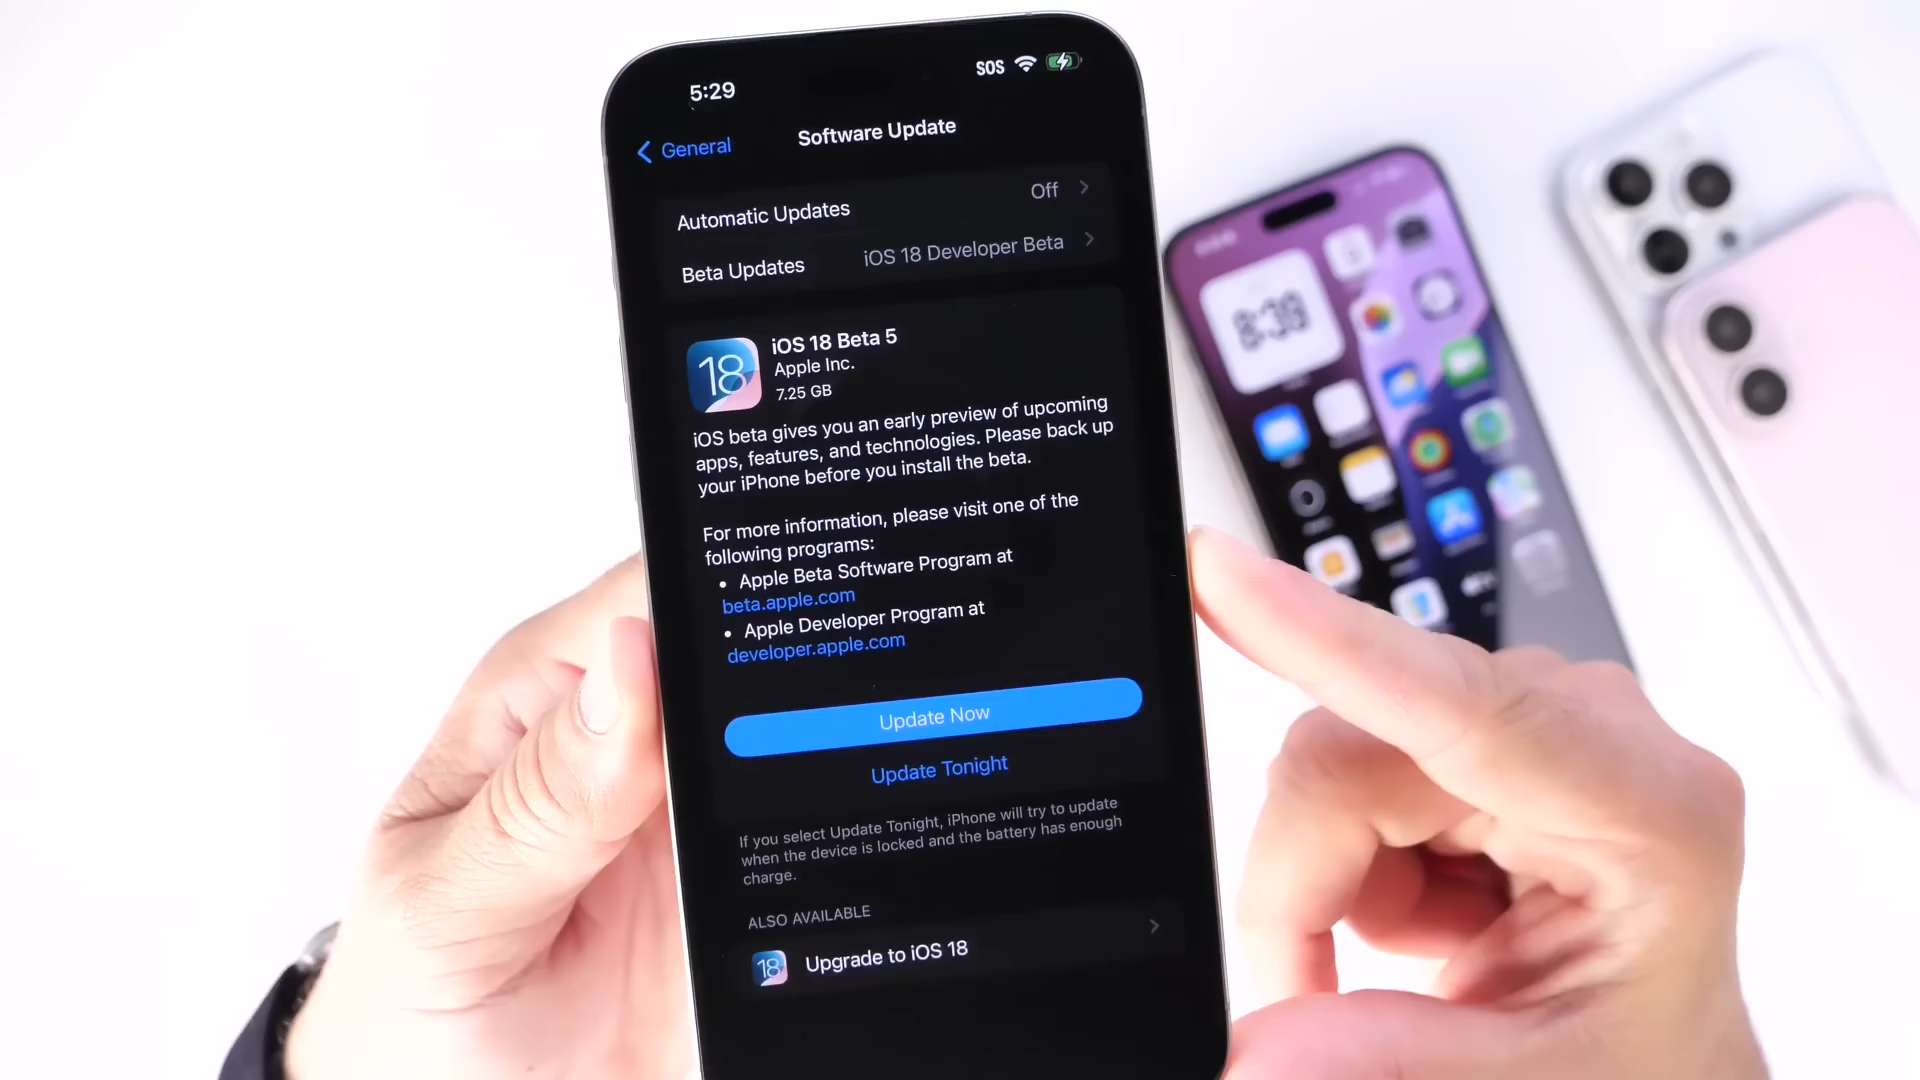 5:29 SOS
General Software Update
Automatic Updates Off
Beta Updates iOS 18 Developer Beta
18
iOS 18 Beta 5
Apple Inc.
7.25 GB
iOS beta gives you an early preview of upcoming
apps, features, and technologies. Please back up
your iPhone before you install the beta.
For more information, please visit one of the
following programs:
• Apple Beta Software Program at
beta.apple.com
• Apple Developer Program at
developer.apple.com
Update Now
Update Tonight
If you select Update Tonight, iPhone will try to update
when the device is locked and the battery has enough
charge.
ALSO AVAILABLE
18 Upgrade to iOS 18
8:39